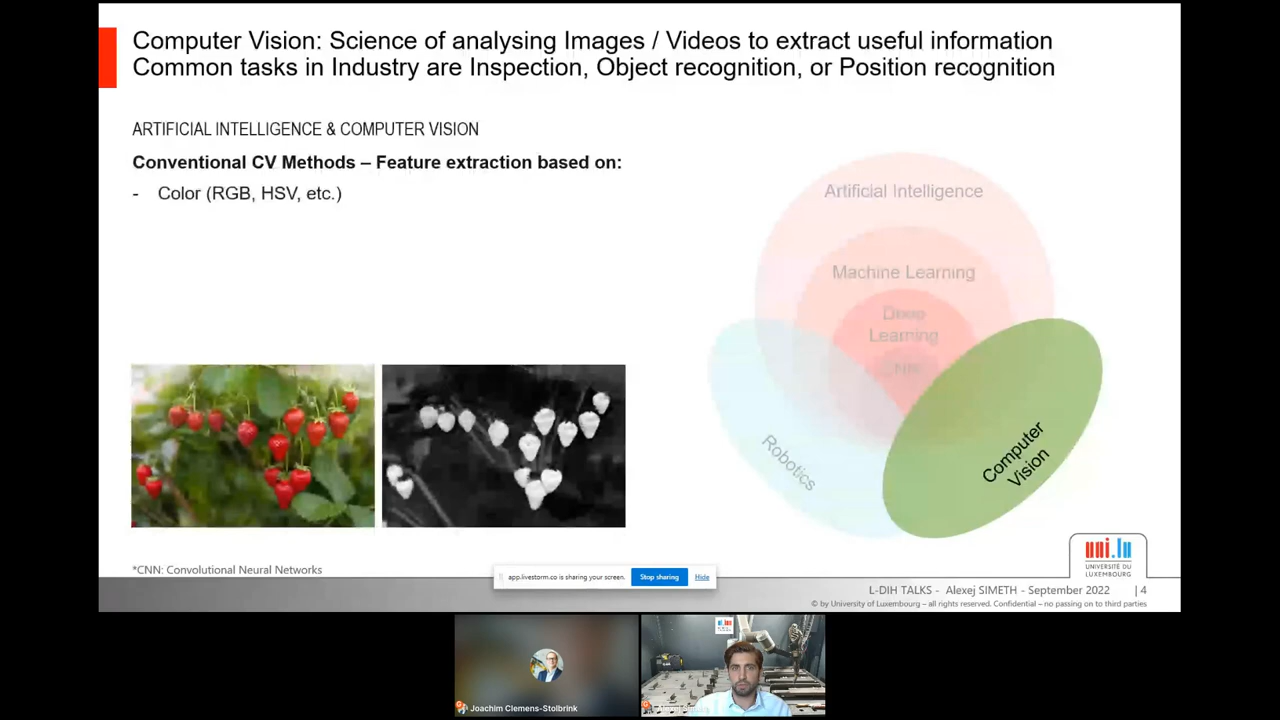 Computer Vision: Science of analysing Images / Videos to extract useful information
Common tasks in Industry are Inspection, Object recognition, or Position recognition
ARTIFICIAL INTELLIGENCE & COMPUTER VISION
Conventional CV Methods – Feature extraction based on:
- Color (RGB, HSV, etc.)
Artificial Intelligence
Machine Learning
Deep
Learning
CNN
Robotics
Computer
Vision
*CNN: Convolutional Neural Networks
app.livestorm.co is sharing your screen.
Stop sharing
Hide
uni.lu
UNIVERSITÉ DU
LUXEMBOURG
L-DIH TALKS - Alexej SIMETH - September 2022 | 4
© by University of Luxembourg – all rights reserved. Confidential – no passing on to third parties
Joachim Clemens-Stolbrink